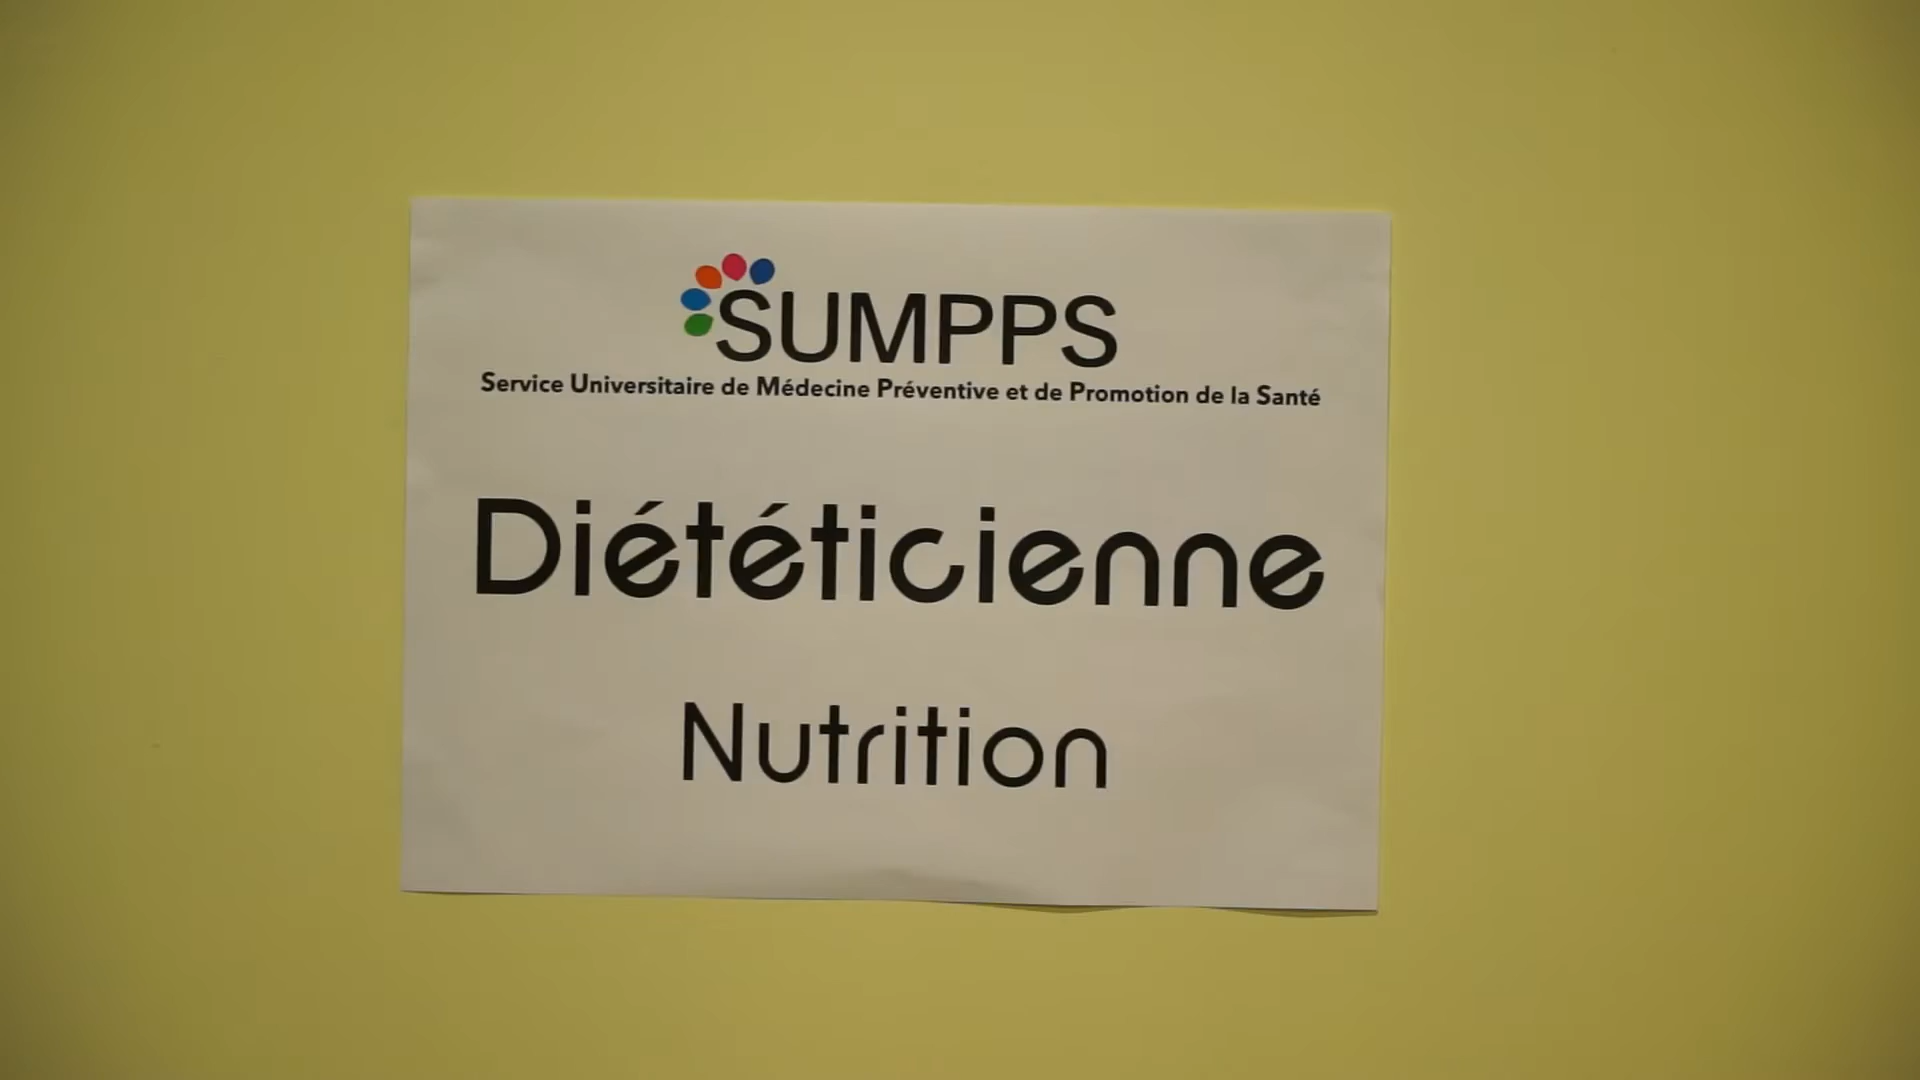 SUMPPS
Service Universitaire de Médecine Préventive et de Promotion de la Santé
Diététicienne
Nutrition